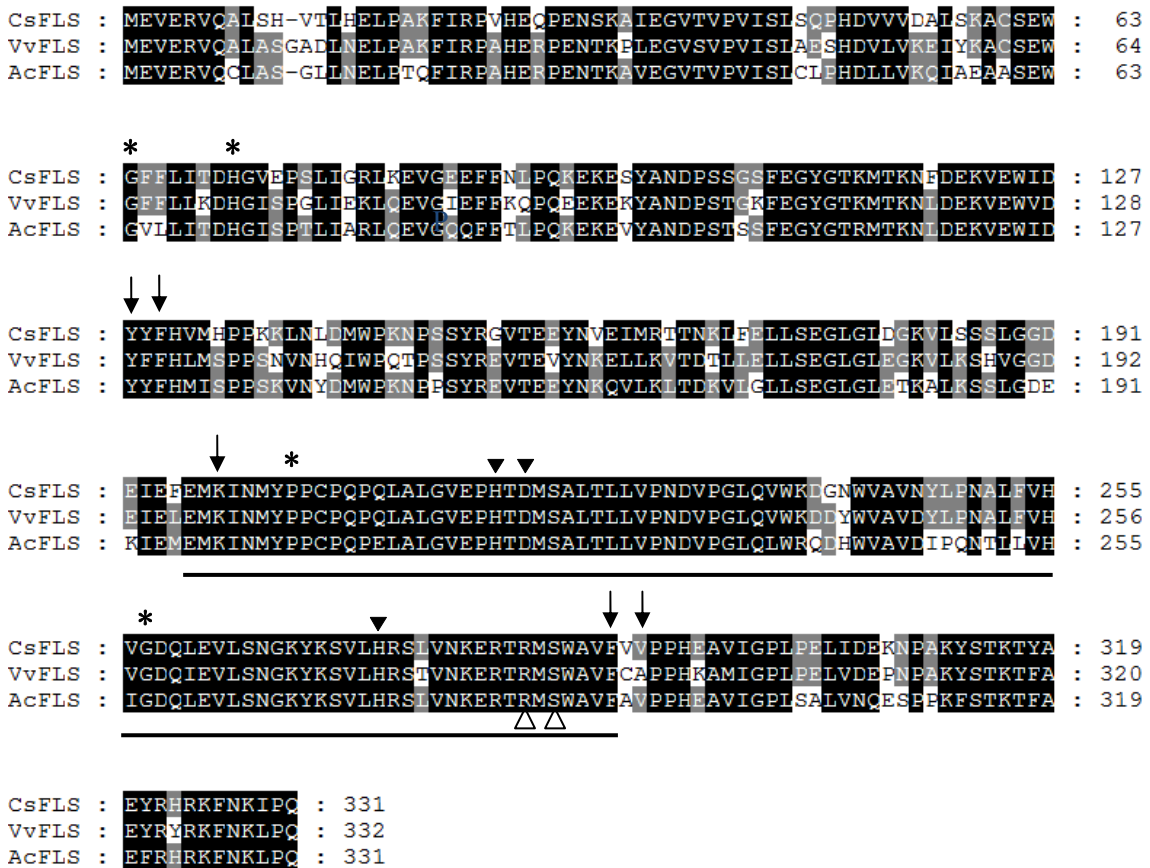 CsFLS : MEVERVQALSH-VTLHELPAKFIRPVHEQPENSKAIEGVTVPVISLSQPHDVVVDALSKACSEW : 63
VvFLS : MEVERVQALASGADLNELPAKFIRPAHERPENTKPLEGVSVPVISLAESHDVLVKEIYKACSEW : 64
AcFLS : MEVERVQCLAS-GLLNELPTQFIRPAHERPENTKAVEGVTVPVISLCLPHDLLVKQIAEAASEW : 63
* *
CsFLS : GFFLITDHGVEPSLIGRLKEVGEEFFNLPQKEKESYANDPSSGSFEGYGTKMTKNFDEKVEWID : 127
VvFLS : GFFLLKDHGISPGLIEKLQEVGIEFFKQPQEEKEKYANDPSTGKFEGYGTKMTKNLDEKVEWVD : 128
AcFLS : GVLLITDHGISPTLIARLQEVGQQFFTLPQKEKEVYANDPSTSSFEGYGTRMTKNLDEKVEWID : 127
CsFLS : YYFHVMHPPKKLNLDMWPKNPSSYRGVTEEYNVEIMRTTNKLFELLSEGLGLDGKVLSSSLGGD : 191
VvFLS : YFFHLMSPPSNVNHQIWPQTPSSYREVTEVYNKELLKVTDTLLELLSEGLGLEGKVLKSHVGGD : 192
AcFLS : YYFHMISPPSKVNYDMWPKNPPSYREVTEEYNKQVLKLTDKVLGLLSEGLGLETKALKSSLGDE : 191
*
CsFLS : EIEFEMKINMYPPCPQPQLALGVEPHTDMSALTLLVPNDVPGLQVWKDGNWVAVNYLPNALFVH : 255
VvFLS : EIELEMKINMYPPCPQPQLALGVEPHTDMSALTLLVPNDVPGLQVWKDDYWVAVDYLPNALFVH : 256
AcFLS : KIEMEMKINMYPPCPQPELALGVEPHTDMSALTLLVPNDVPGLQLWRQDHWVAVDIPQNTLLVH : 255
*
CsFLS : VGDQLEVLSNGKYKSVLHRSLVNKERTRMSWAVFVVPPHEAVIGPLPELIDEKNPAKYSTKTYA : 319
VvFLS : VGDQIEVLSNGKYKSVLHRSTVNKERTRMSWAVFCAPPHKAMIGPLPELVDEPNPAKYSTKTFA : 320
AcFLS : IGDQLEVLSNGKYKSVLHRSLVNKERTRMSWAVFAVPPHEAVIGPLSALVNQESPPKFSTKTFA : 319
CsFLS : EYRHRKFNKIPQ : 331
VvFLS : EYRYRKFNKLPQ : 332
AcFLS : EFRHRKFNKLPQ : 331